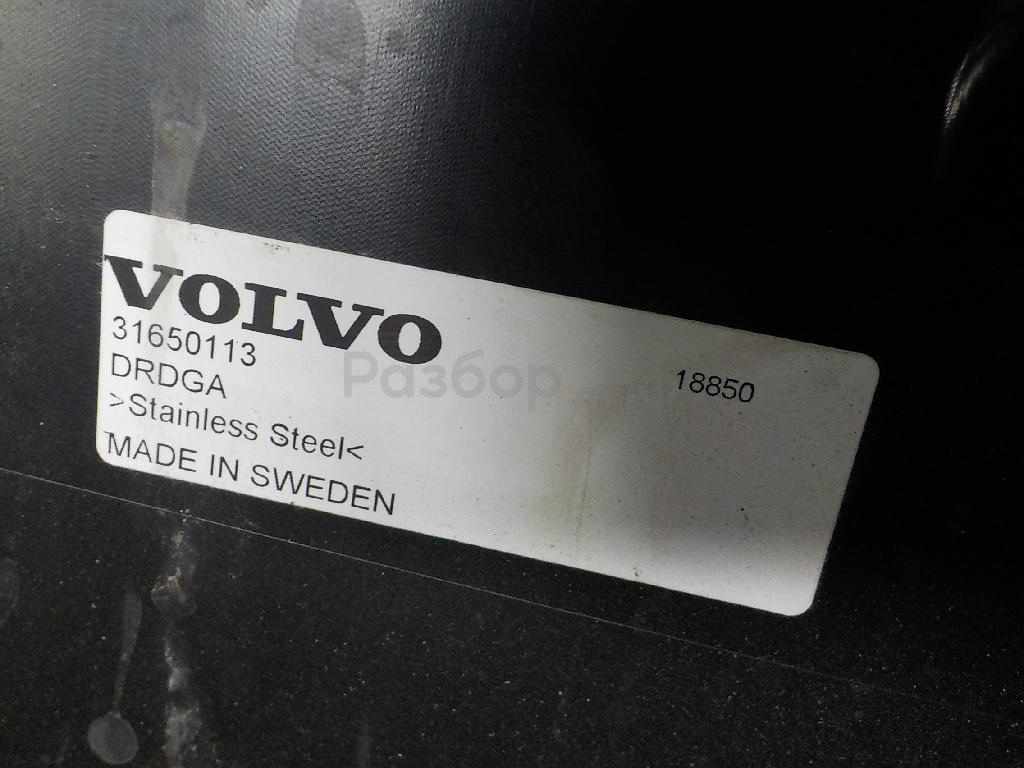 VOLVO
31650113
DRDGA
>Stainless Steel<
MADE IN SWEDEN
18850
Разбор